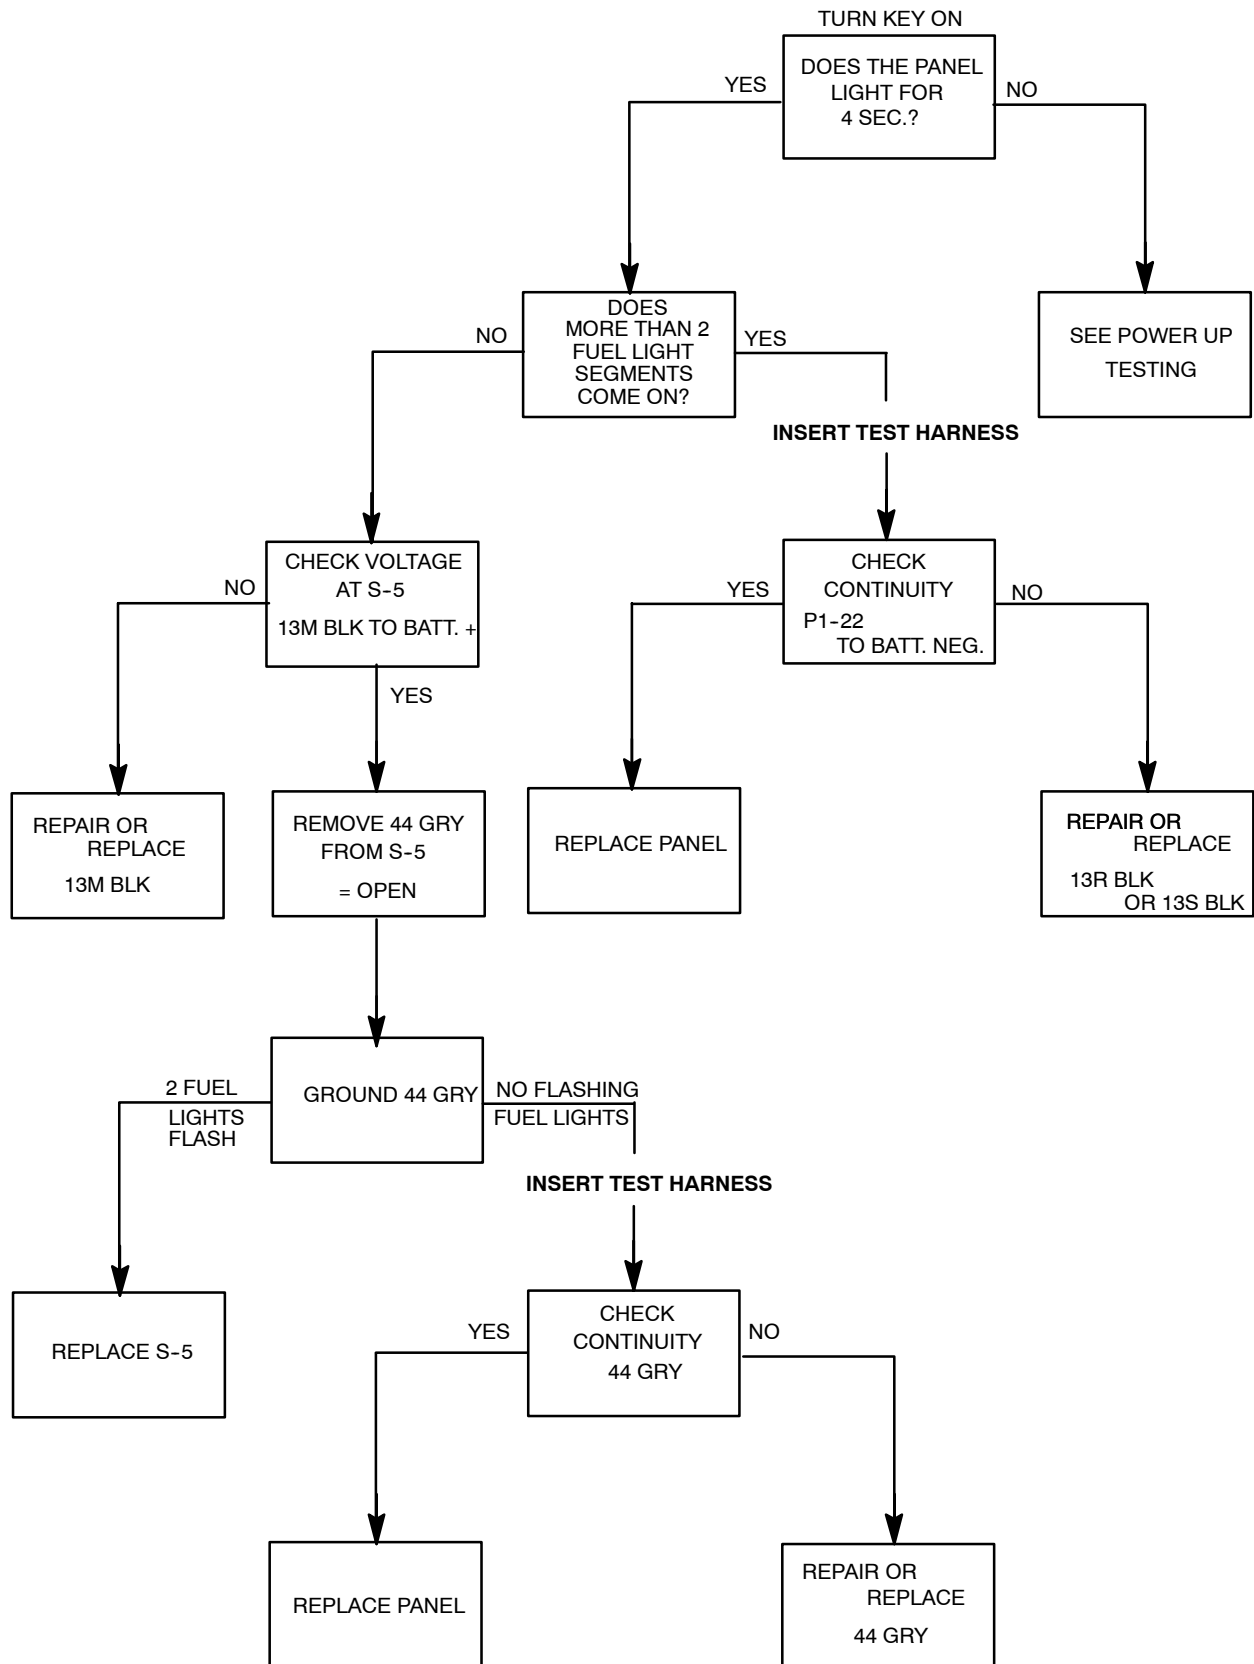 TURN KEY ON
DOES THE PANEL
LIGHT FOR
4 SEC.?
YES
NO
DOES
MORE THAN 2
FUEL LIGHT
SEGMENTS
COME ON?
NO
YES
SEE POWER UP
TESTING
INSERT TEST HARNESS
CHECK VOLTAGE
AT S-5
13M BLK TO BATT. +
NO
YES
CHECK
CONTINUITY
P1-22
TO BATT. NEG.
YES
NO
REPAIR OR
REPLACE
13M BLK
REMOVE 44 GRY
FROM S-5
= OPEN
REPLACE PANEL
REPAIR OR
REPLACE
13R BLK
OR 13S BLK
GROUND 44 GRY
2 FUEL
LIGHTS
FLASH
NO FLASHING
FUEL LIGHTS
INSERT TEST HARNESS
REPLACE S-5
CHECK
CONTINUITY
44 GRY
YES
NO
REPLACE PANEL
REPAIR OR
REPLACE
44 GRY